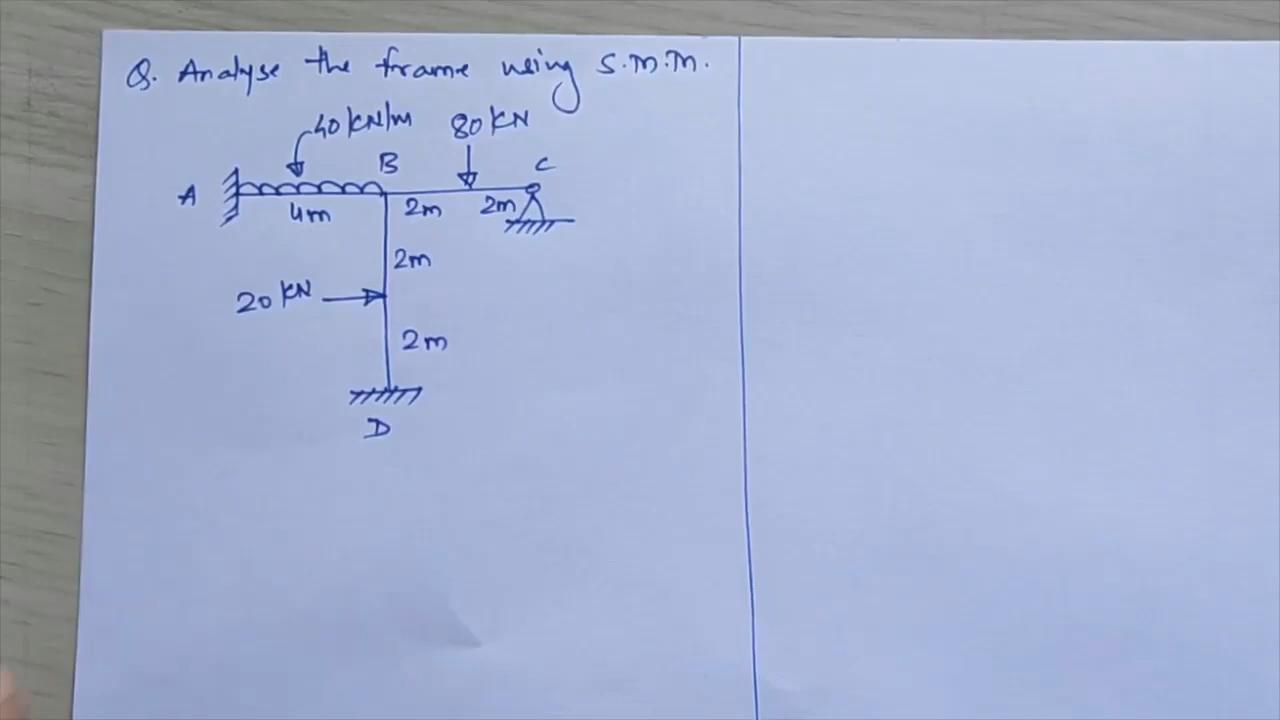 Q. Analyse the frame using S.M.M.
40 KN/m 80 KN
B C
A
4m 2m 2m
2m
20 KN
2m
D